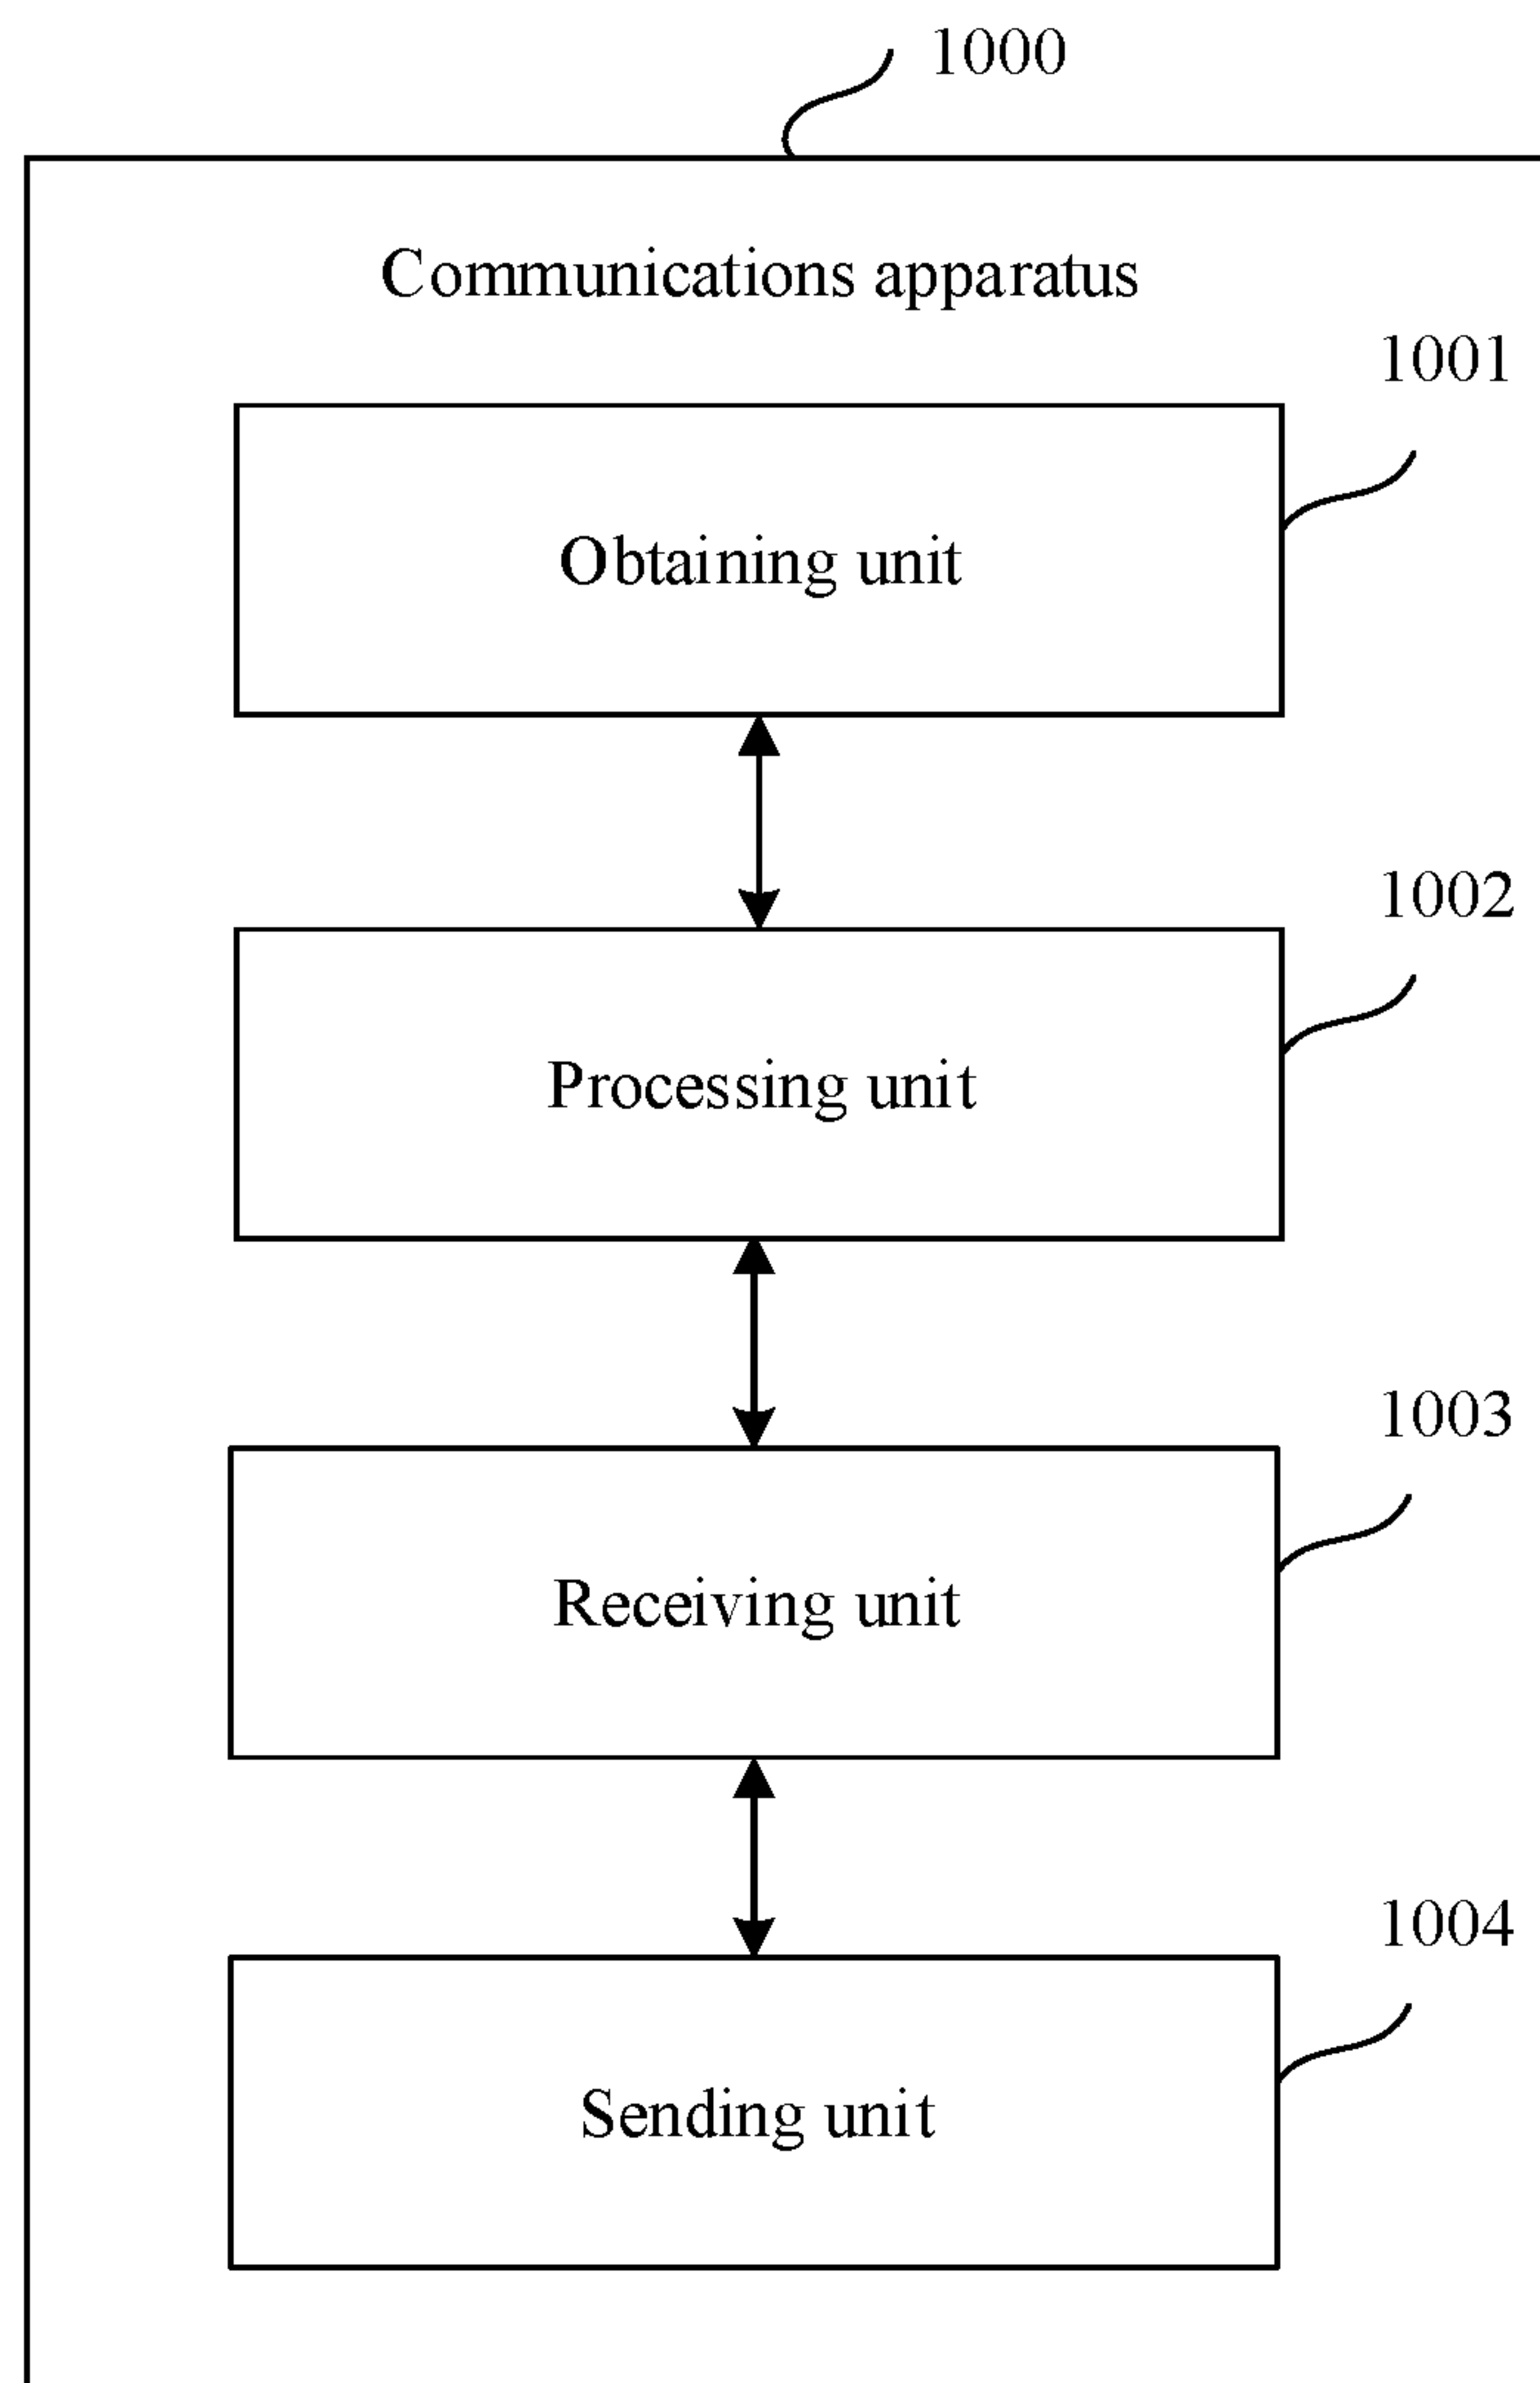 1000
Communications apparatus
1001
Obtaining unit
1002
Processing unit
1003
Receiving unit
1004
Sending unit